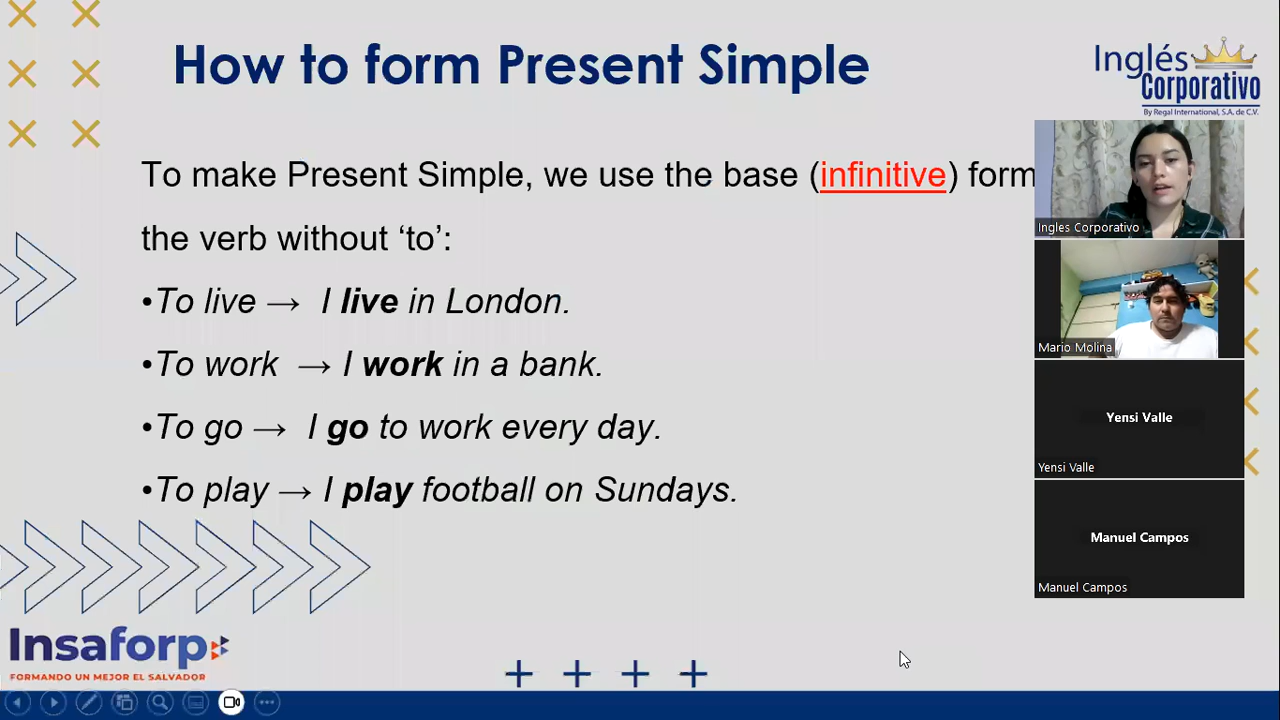 How to form Present Simple
Inglés
Corporativo
By Regal International, S.A. de C.V.
To make Present Simple, we use the base (infinitive) form
the verb without ‘to’:
•To live → I live in London.
•To work → I work in a bank.
•To go → I go to work every day.
•To play → I play football on Sundays.
Ingles Corporativo
Mario Molina
Yensi Valle
Yensi Valle
Manuel Campos
Manuel Campos
Insaforp
FORMANDO UN MEJOR EL SALVADOR